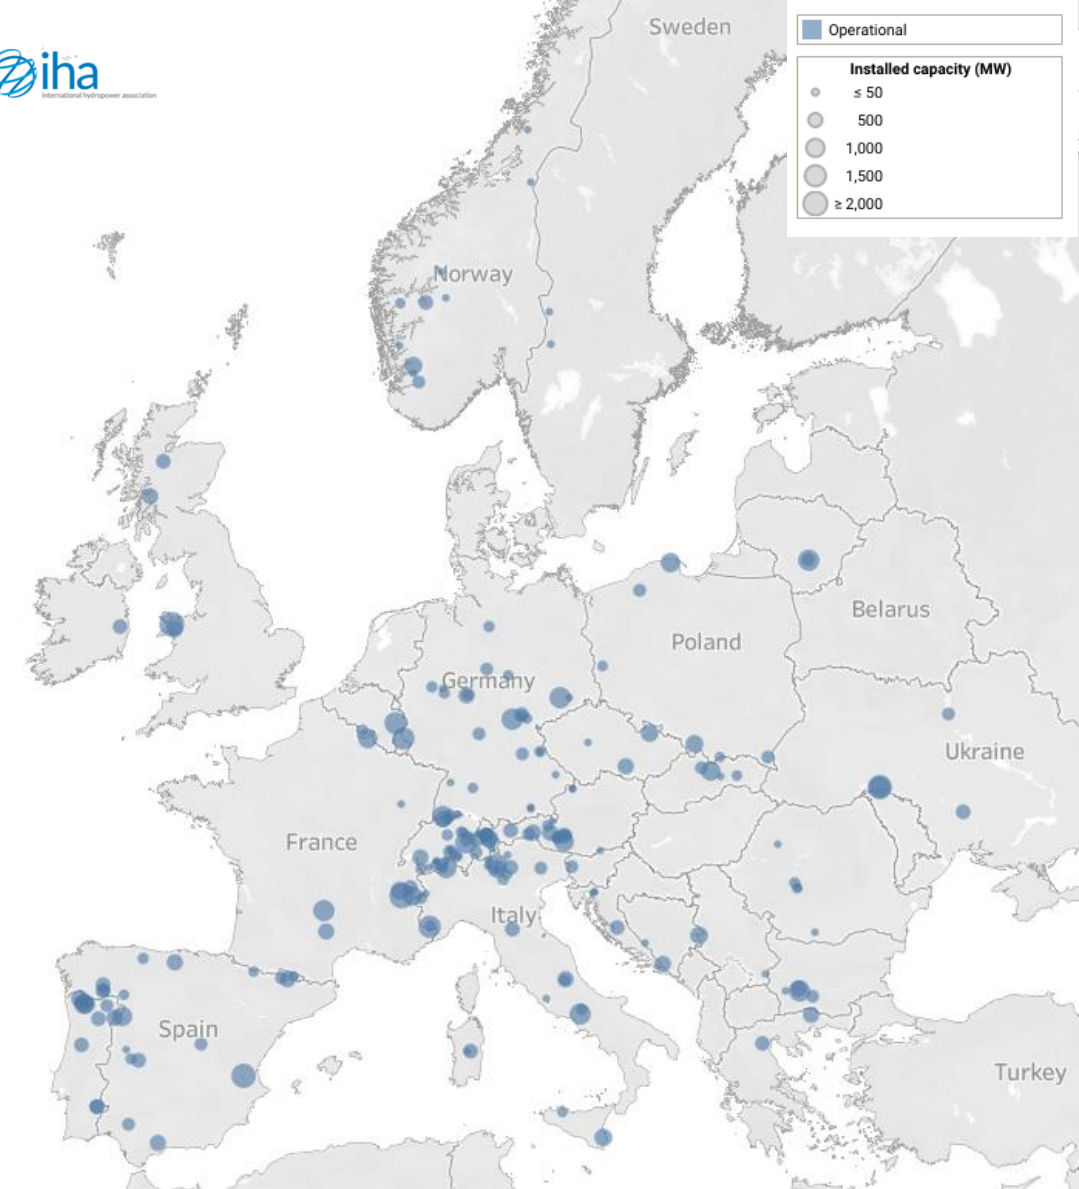 Sweden
Operational
Installed capacity (MW)
≤ 50
500
1,000
1,500
≥ 2,000
iha
international hydropower association
Norway
Belarus
Poland
Germany
Ukraine
France
Italy
Spain
Turkey